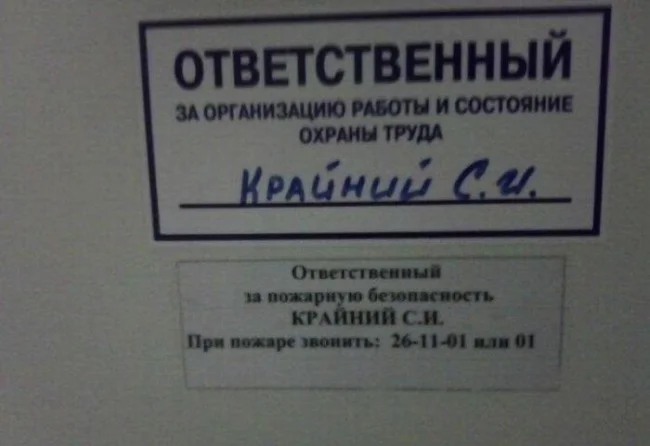 ОТВЕТСТВЕННЫЙ
ЗА ОРГАНИЗАЦИЮ РАБОТЫ И СОСТОЯНИЕ
ОХРАНЫ ТРУДА
КРАЙНИЙ С.И.
Ответственный
за пожарную безопасность
КРАЙНИЙ С.И.
При пожаре звонить: 26-11-01 или 01